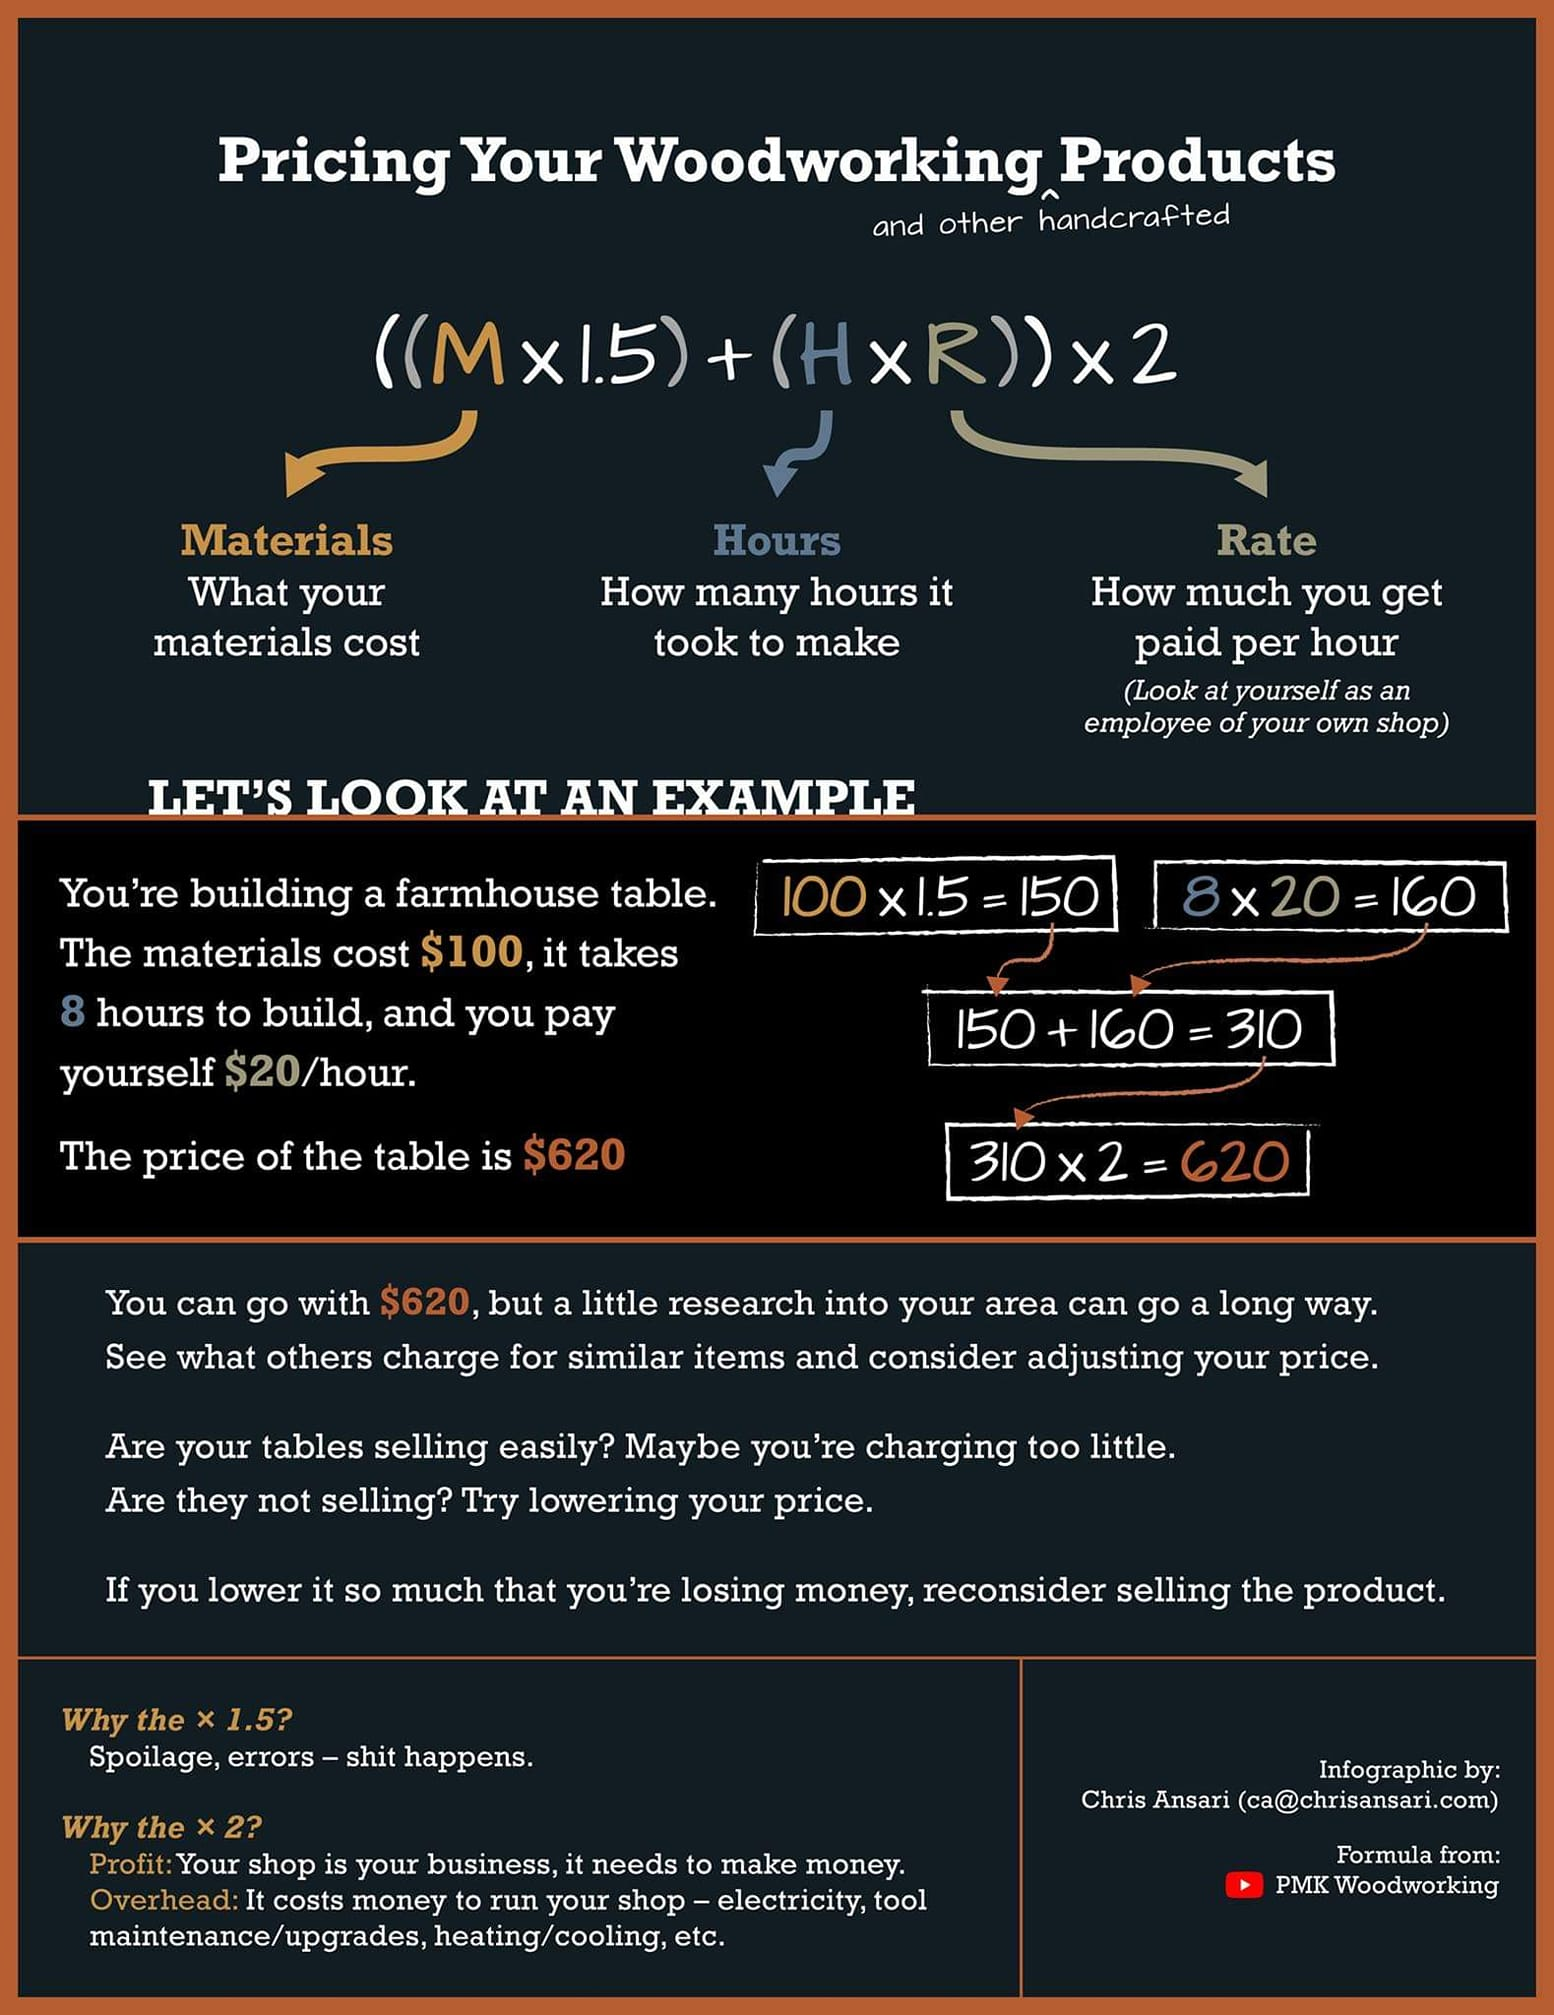 Pricing Your Woodworking ^ Products
and other handcrafted
((M x 1.5) + (H x R)) x 2
Materials
What your
materials cost
Hours
How many hours it
took to make
Rate
How much you get
paid per hour
(Look at yourself as an
employee of your own shop)
LET'S LOOK AT AN EXAMPLE
You're building a farmhouse table.
The materials cost $100, it takes
8 hours to build, and you pay
yourself $20/hour.
The price of the table is $620
100 x 1.5 = 150
8 x 20 = 160
150 + 160 = 310
310 x 2 = 620
You can go with $620, but a little research into your area can go a long way.
See what others charge for similar items and consider adjusting your price.
Are your tables selling easily? Maybe you're charging too little.
Are they not selling? Try lowering your price.
If you lower it so much that you're losing money, reconsider selling the product.
Why the × 1.5?
Spoilage, errors – shit happens.
Why the × 2?
Profit: Your shop is your business, it needs to make money.
Overhead: It costs money to run your shop – electricity, tool
maintenance/upgrades, heating/cooling, etc.
Infographic by:
Chris Ansari (ca@chrisansari.com)
Formula from:
PMK Woodworking